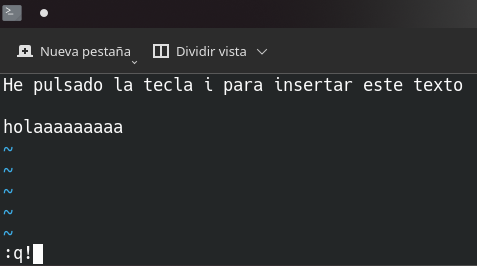 Nueva pestaña Dividir vista
He pulsado la tecla i para insertar este texto
holaaaaaaaaa
~
~
~
~
~
:q!